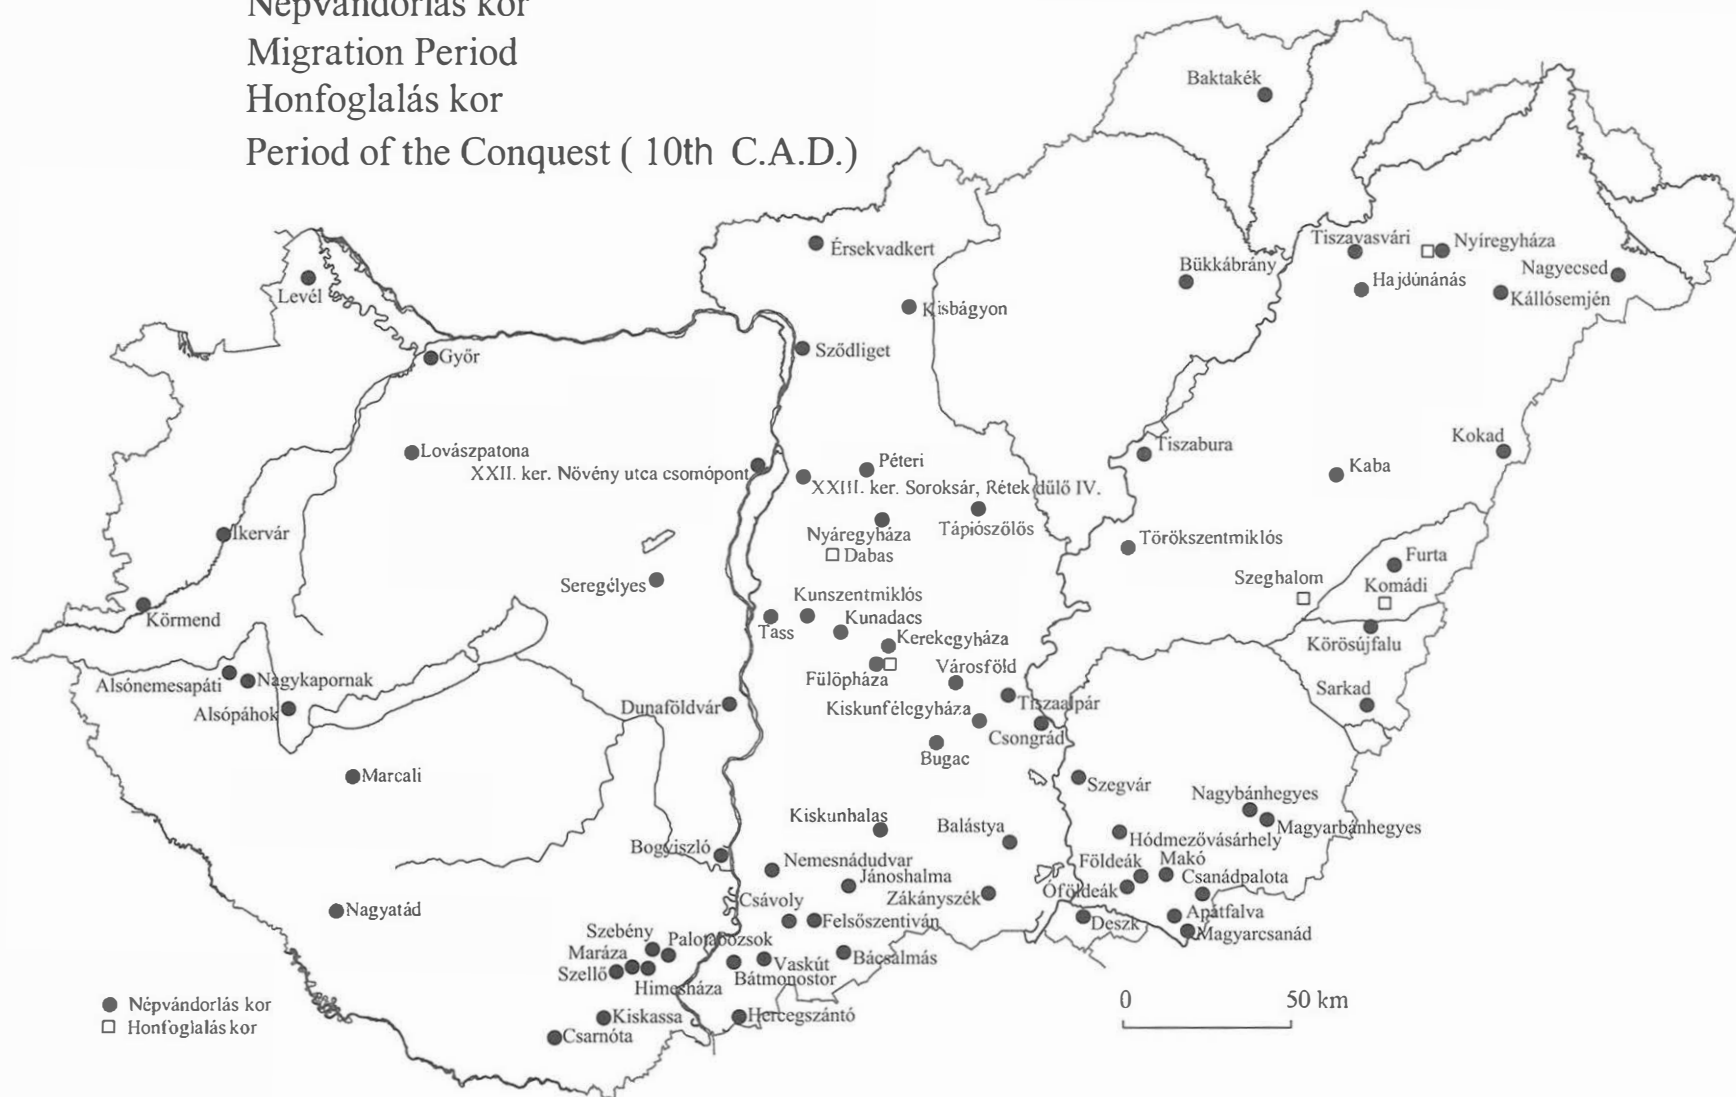 Népvándorlás kor
Migration Period
Honfoglalás kor
Period of the Conquest ( 10th C.A.D.)
Baktakék
Érsekvadkert
Tiszavasvári
Nyíregyháza
Bükkábrány
Nagyecsed
Hajdúnánás
Kállósemjén
Levél
Kisbágyon
Győr
Sződliget
Lovászpatona
Tiszabura
Kokad
XXII. ker. Növény utca csomópont
Péteri
Kaba
XXIII. ker. Soroksár, Rétek dűlő IV.
Ikervár
Nyáregyháza
Tápiószőlős
Törökszentmiklós
Dabas
Furta
Seregélyes
Szeghalom
Komádi
Körmend
Kunszentmiklós
Kunadacs
Tass
Kerekegyháza
Körösújfalu
Alsónemesapáti
Nagykapornak
Fülöpháza
Városföld
Sarkad
Alsópáhok
Dunaföldvár
Kiskunfélegyháza
Tiszaalpár
Csongrád
Bugac
Marcali
Szegvár
Nagybánhegyes
Kiskunhalas
Balástya
Magyarbánhegyes
Hódmezővásárhely
Bogyiszló
Nemesnádudvar
Földeák
Makó
Jánoshalma
Csanádpalota
Zákányszék
Óföldeák
Csávoly
Nagyatád
Felsőszentiván
Deszk
Apátfalva
Magyarcsanád
Szebény
Palotabozsok
Maráza
Szellő
Vaskút
Bácsalmás
Himesháza
Bátmonostor
Kiskassa
Hercegszántó
Csarnóta
Népvándorlás kor
Honfoglalás kor
0 50 km